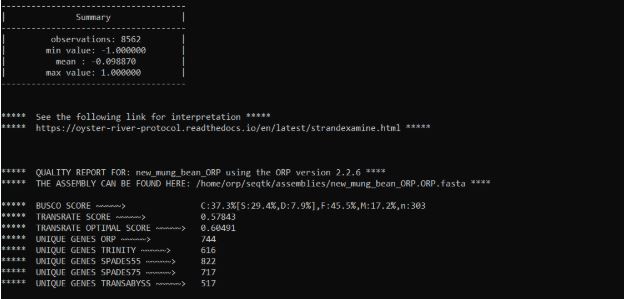 -----------------------------------
| Summary |
-----------------------------------
| observations: 8562 |
| min value: -1.000000 |
| mean : -0.098870 |
| max value: 1.000000 |
-----------------------------------
***** See the following link for interpretation *****
***** https://oyster-river-protocol.readthedocs.io/en/latest/strandexamine.html *****
***** QUALITY REPORT FOR: new_mung_bean_ORP using the ORP version 2.2.6 ****
***** THE ASSEMBLY CAN BE FOUND HERE: /home/orp/seqtk/assemblies/new_mung_bean_ORP.ORP.fasta ****
***** BUSCO SCORE ~~~~~> C:37.3%[S:29.4%,D:7.9%],F:45.5%,M:17.2%,n:303
***** TRANSRATE SCORE ~~~~~> 0.57843
***** TRANSRATE OPTIMAL SCORE ~~~~~> 0.60491
***** UNIQUE GENES ORP ~~~~~> 744
***** UNIQUE GENES TRINITY ~~~~~> 616
***** UNIQUE GENES SPADES55 ~~~~~> 822
***** UNIQUE GENES SPADES75 ~~~~~> 717
***** UNIQUE GENES TRANSABYSS ~~~~~> 517